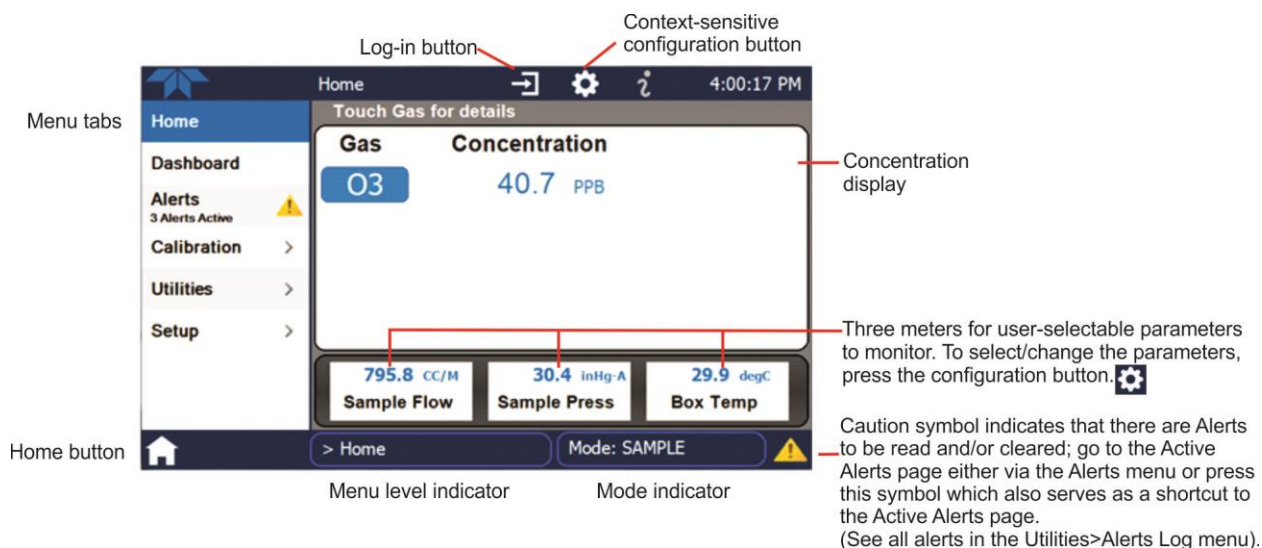 Context-sensitive
configuration button
Log-in button
Home
4:00:17 PM
Menu tabs
Home
Dashboard
Alerts
3 Alerts Active
Calibration
Utilities
Setup
Touch Gas for details
Gas Concentration
O3 40.7 PPB
Concentration
display
795.8 CC/M
Sample Flow
30.4 inHg-A
Sample Press
29.9 degC
Box Temp
Three meters for user-selectable parameters
to monitor. To select/change the parameters,
press the configuration button.
Home button
> Home
Mode: SAMPLE
Menu level indicator
Mode indicator
Caution symbol indicates that there are Alerts
to be read and/or cleared; go to the Active
Alerts page either via the Alerts menu or press
this symbol which also serves as a shortcut to
the Active Alerts page.
(See all alerts in the Utilities>Alerts Log menu).